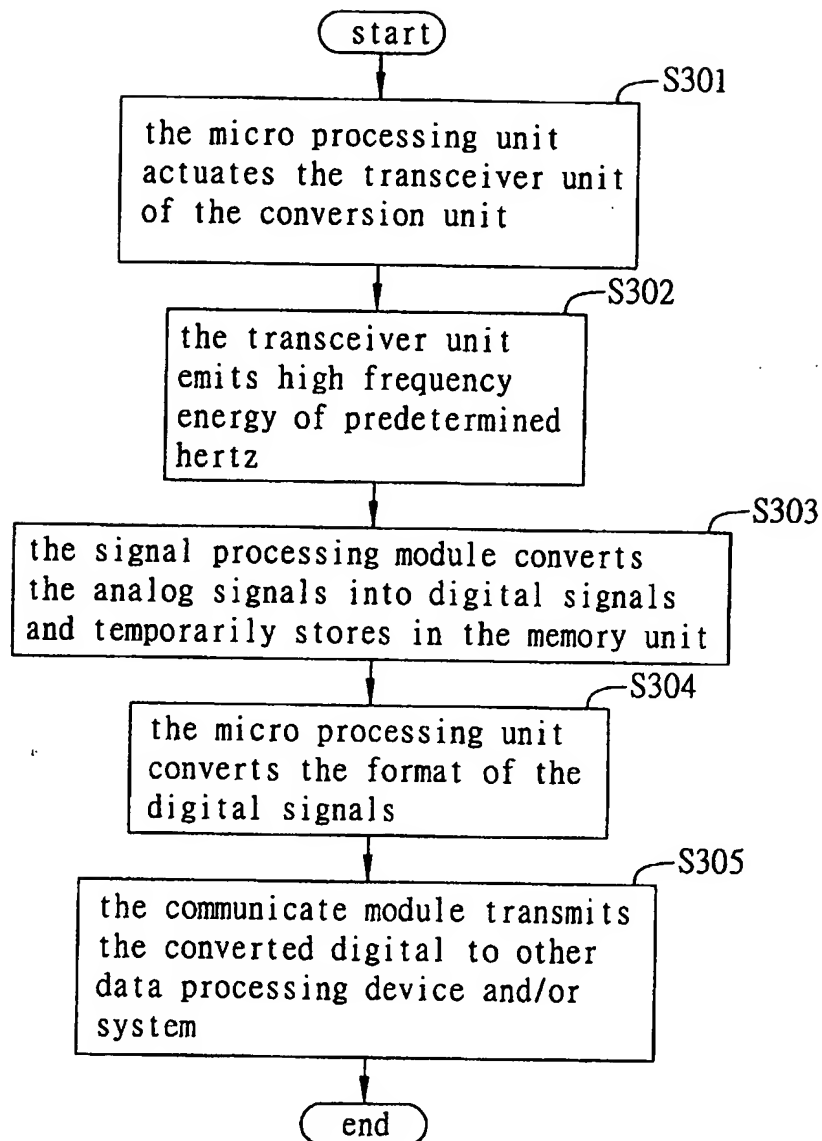 start
S301
the micro processing unit
actuates the transceiver unit
of the conversion unit
S302
the transceiver unit
emits high frequency
energy of predetermined
hertz
S303
the signal processing module converts
the analog signals into digital signals
and temporarily stores in the memory unit
S304
the micro processing unit
converts the format of the
digital signals
S305
the communicate module transmits
the converted digital to other
data processing device and/or
system
end